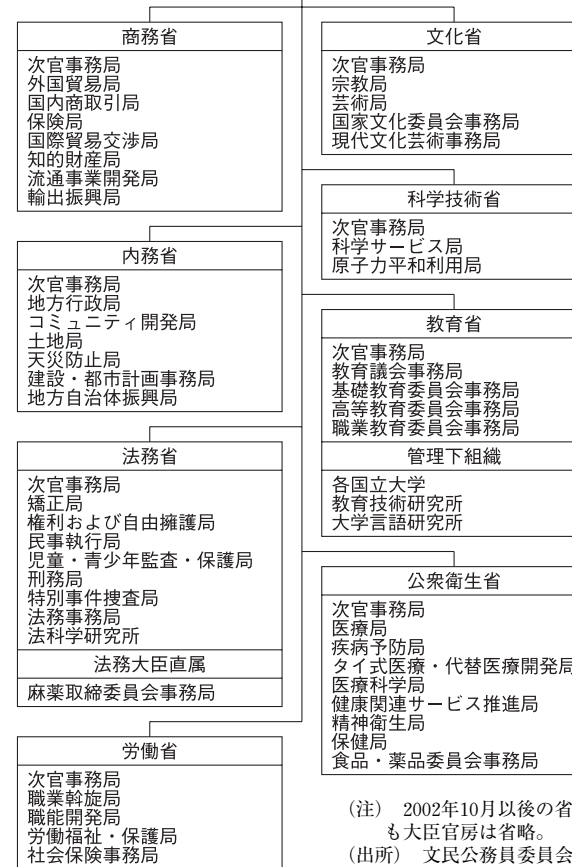 商務省
次官事務局
外国貿易局
国内商取引局
保険局
国際貿易交渉局
知的財産局
流通事業開発局
輸出振興局
内務省
次官事務局
地方行政局
コミュニティ開発局
土地局
天災防止局
建設・都市計画事務局
地方自治体振興局
法務省
次官事務局
矯正局
権利および自由擁護局
民事執行局
児童・青少年監査・保護局
刑務局
特別事件捜査局
法務事務局
法科学研究所
法務大臣直属
麻薬取締委員会事務局
労働省
次官事務局
職業斡旋局
職能開発局
労働福祉・保護局
社会保険事務局
文化省
次官事務局
宗教局
芸術局
国家文化委員会事務局
現代文化芸術事務局
科学技術省
次官事務局
科学サービス局
原子力平和利用局
教育省
次官事務局
教育議会事務局
基礎教育委員会事務局
高等教育委員会事務局
職業教育委員会事務局
管理下組織
各国立大学
教育技術研究所
大学言語研究所
公衆衛生省
次官事務局
医療局
疾病予防局
タイ式医療・代替医療開発局
医療科学局
健康関連サービス推進局
精神衛生局
保健局
食品・薬品委員会事務局
（注） 2002年10月以後の省
も大臣官房は省略。
（出所） 文民公務員委員会